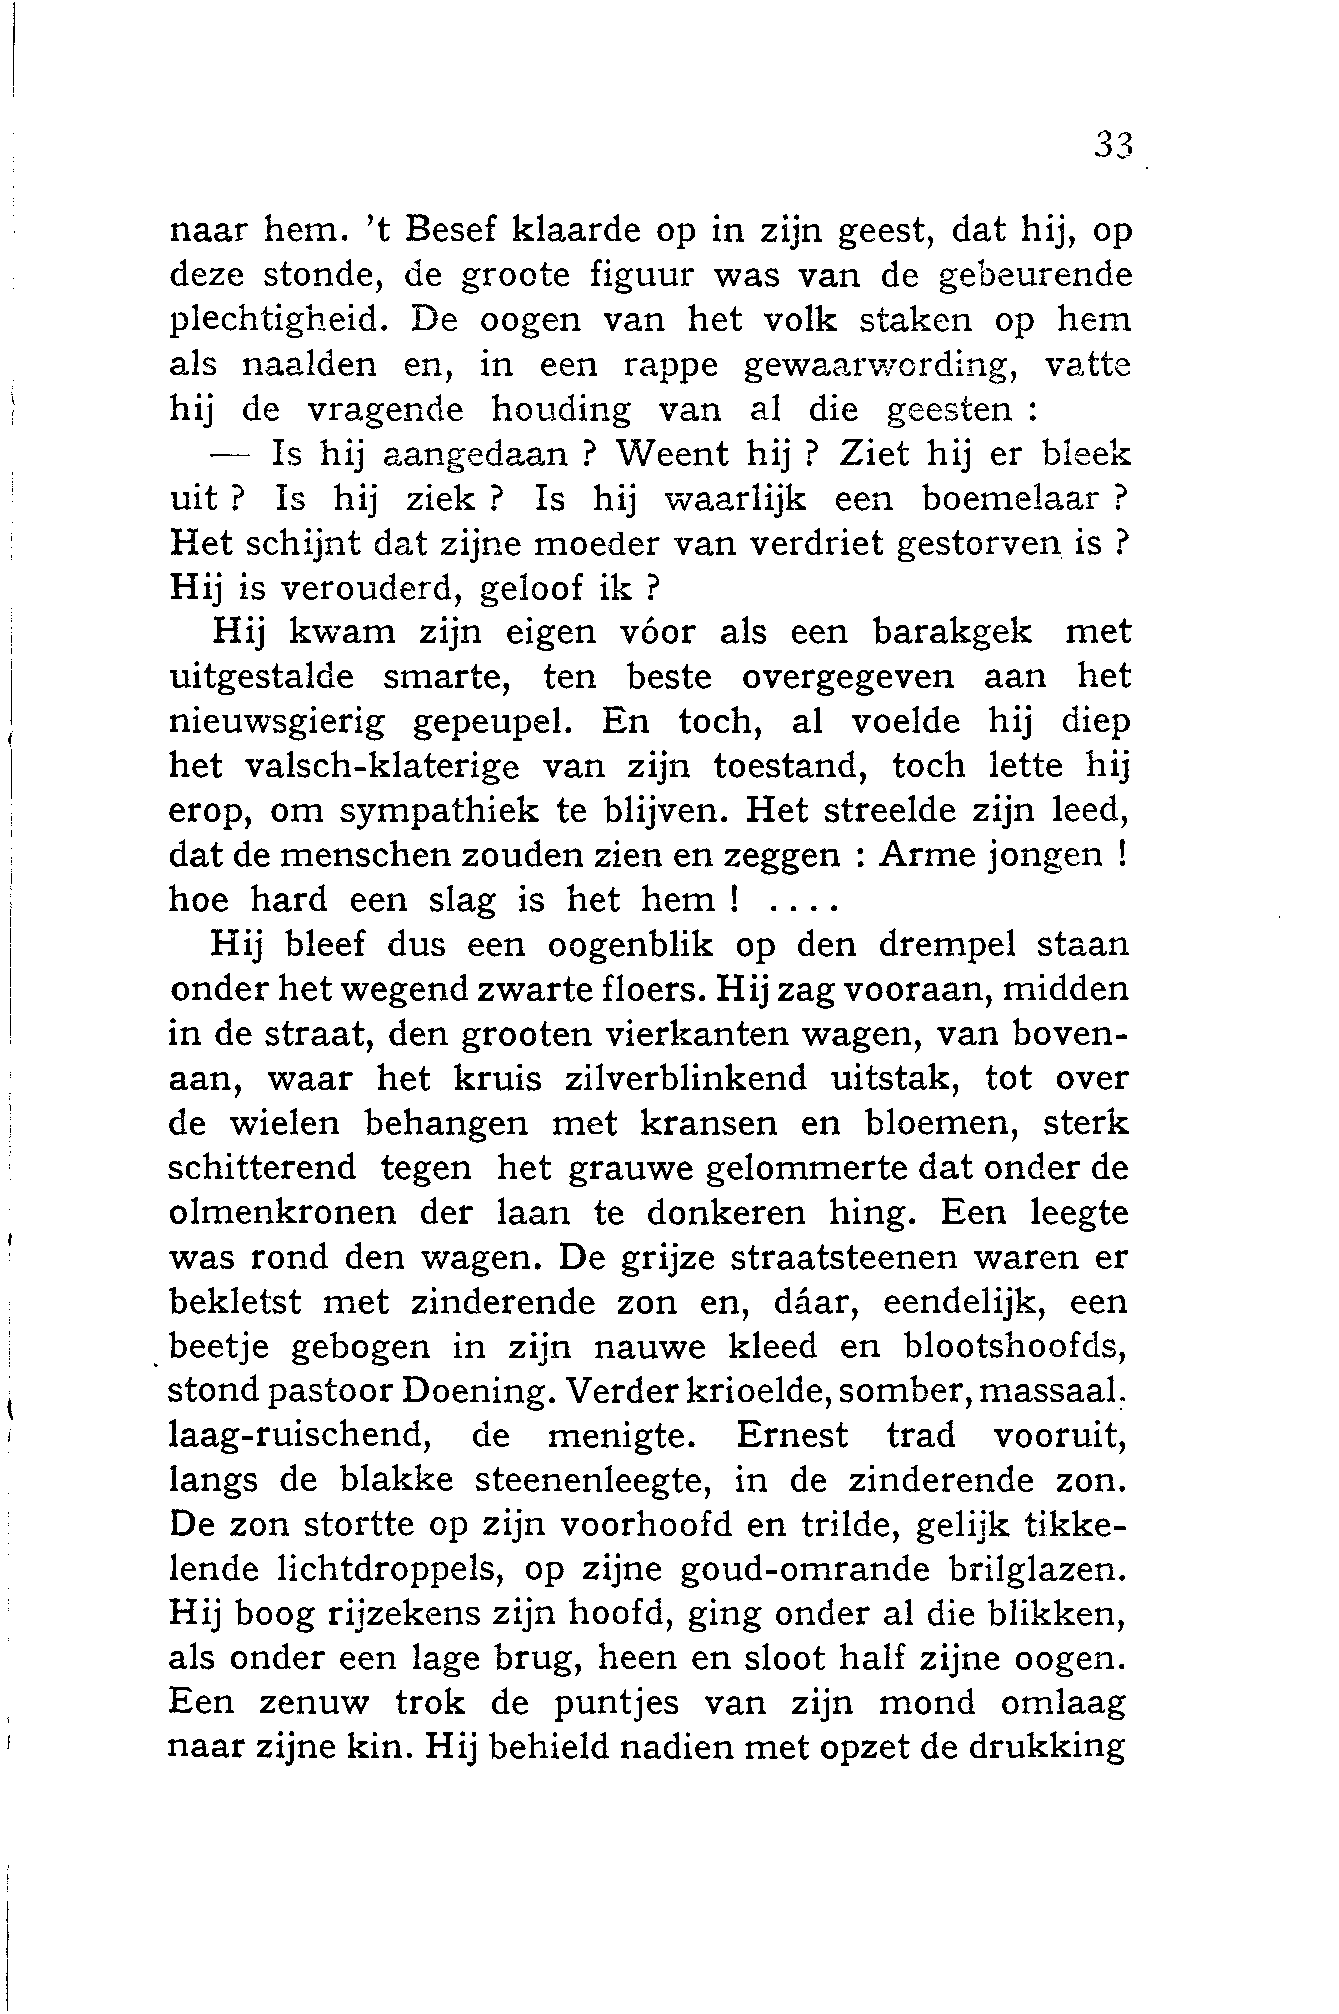 33
naar hem. ’t Besef klaarde op in zijn geest, dat hij, op
deze stonde, de groote figuur was van de gebeurende
plechtigheid. De oogen van het volk staken op hem
als naalden en, in een rappe gewaarwording, vatte
hij de vragende houding van al die geesten :
— Is hij aangedaan ? Weent hij ? Ziet hij er bleek
uit ? Is hij ziek ? Is hij waarlijk een boemelaar ?
Het schijnt dat zijne moeder van verdriet gestorven is ?
Hij is verouderd, geloof ik ?
Hij kwam zijn eigen vóor als een barakgek met
uitgestalde smarte, ten beste overgegeven aan het
nieuwsgierig gepeupel. En toch, al voelde hij diep
het valsch-klaterige van zijn toestand, toch lette hij
erop, om sympathiek te blijven. Het streelde zijn leed,
dat de menschen zouden zien en zeggen : Arme jongen !
hoe hard een slag is het hem ! ....
Hij bleef dus een oogenblik op den drempel staan
onder het wegend zwarte floers. Hij zag vooraan, midden
in de straat, den grooten vierkanten wagen, van boven-
aan, waar het kruis zilverblinkend uitstak, tot over
de wielen behangen met kransen en bloemen, sterk
schitterend tegen het grauwe gelommerte dat onder de
olmenkronen der laan te donkeren hing. Een leegte
was rond den wagen. De grijze straatsteenen waren er
bekletst met zinderende zon en, dáar, eendelijk, een
beetje gebogen in zijn nauwe kleed en blootshoofds,
stond pastoor Doening. Verder krioelde, somber, massaal.
laag-ruischend, de menigte. Ernest trad vooruit,
langs de blakke steenenleegte, in de zinderende zon.
De zon stortte op zijn voorhoofd en trilde, gelijk tikke-
lende lichtdroppels, op zijne goud-omrande brilglazen.
Hij boog rijzekens zijn hoofd, ging onder al die blikken,
als onder een lage brug, heen en sloot half zijne oogen.
Een zenuw trok de puntjes van zijn mond omlaag
naar zijne kin. Hij behield nadien met opzet de drukking